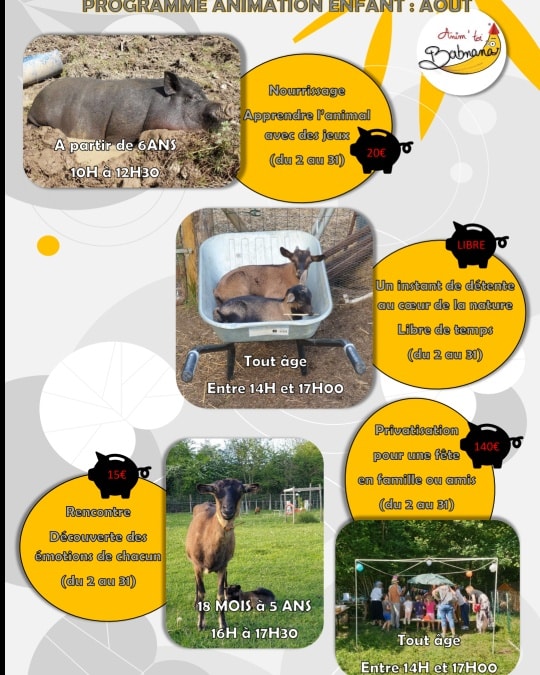 PROGRAMME ANIMATION ENFANT : AOUT
Anim' toi
Babnana
A partir de 6ANS
10H à 12H30
Nourrissage
Apprendre l'animal
avec des jeux
(du 2 au 31)
20€
Tout âge
Entre 14H et 17H00
LIBRE
Un instant de détente
au cœur de la nature
Libre de temps
(du 2 au 31)
Privatisation
pour une fête
en famille ou amis
(du 2 au 31)
140€
15€
Rencontre
Découverte des
émotions de chacun
(du 2 au 31)
18 MOIS à 5 ANS
16H à 17H30
Tout âge
Entre 14H et 17H00